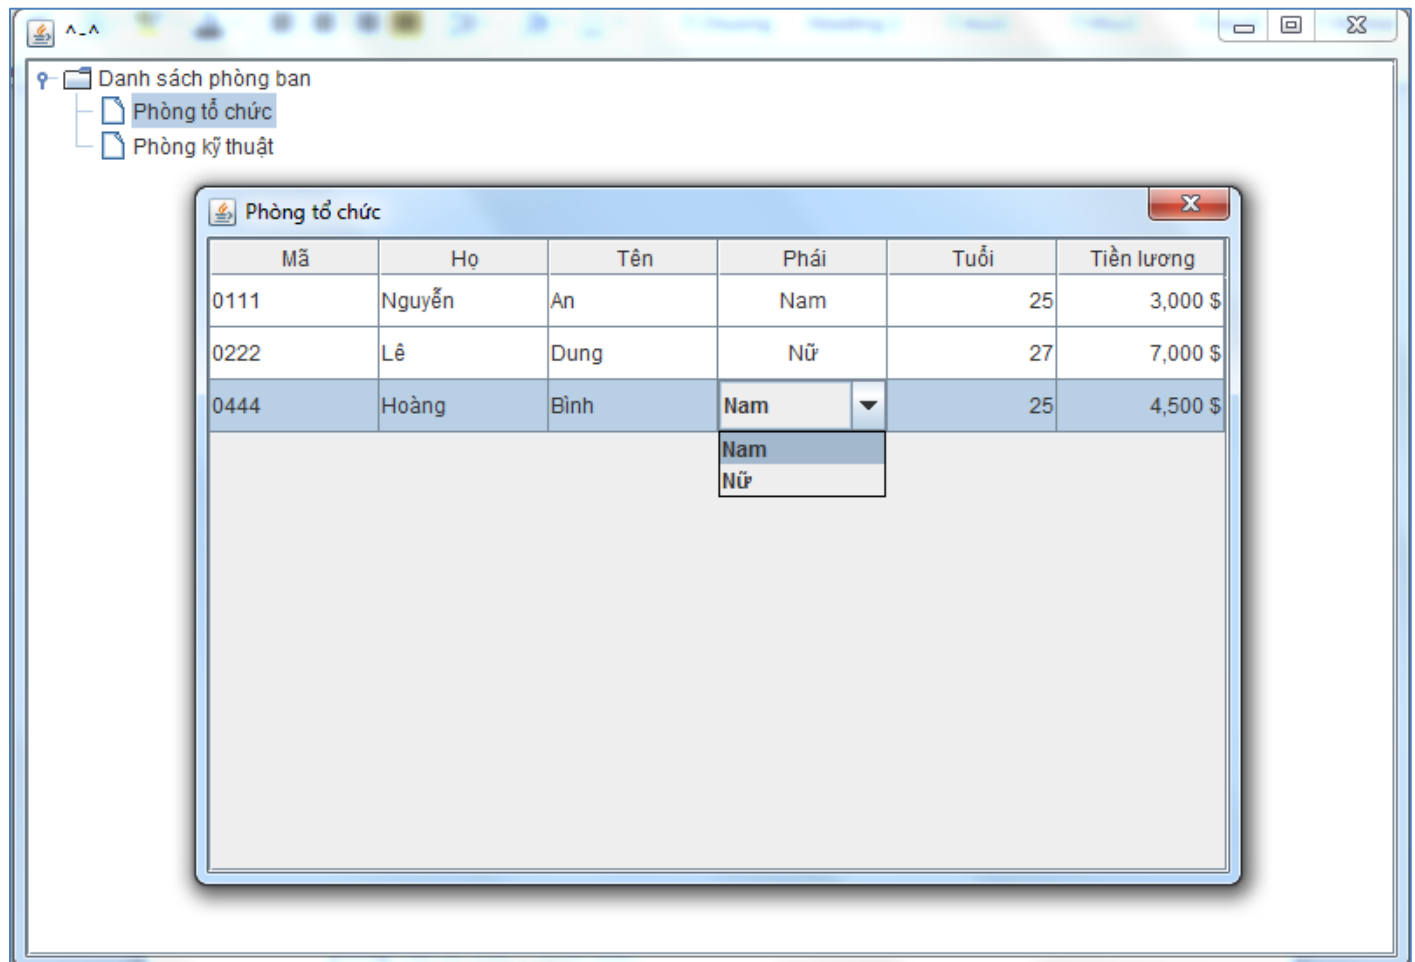 ^-^
Danh sách phòng ban
Phòng tổ chức
Phòng kỹ thuật
Phòng tổ chức
Mã Họ Tên Phái Tuổi Tiền lương
0111 Nguyễn An Nam 25 3,000 $
0222 Lê Dung Nữ 27 7,000 $
0444 Hoàng Bình Nam 25 4,500 $
Nam
Nữ